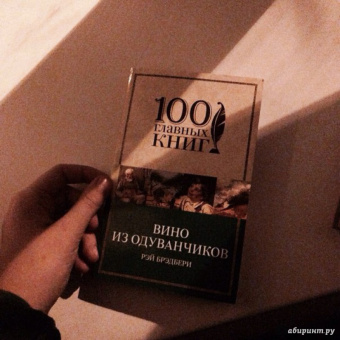 100
главных
КНИГ
ВИНО
ИЗ ОДУВАНЧИКОВ
РЭЙ БРЭДБЕРИ
абиринт.ру